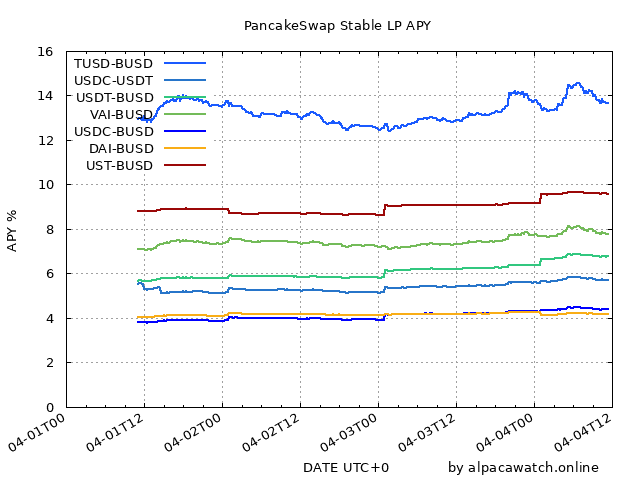 PancakeSwap Stable LP APY
16
14
12
10
8
6
4
2
0
APY %
TUSD-BUSD
USDC-USDT
USDT-BUSD
VAI-BUSD
USDC-BUSD
DAI-BUSD
UST-BUSD
04-01T00
04-01T12
04-02T00
04-02T12
04-03T00
04-03T12
04-04T00
04-04T12
DATE UTC+0
by alpacawatch.online